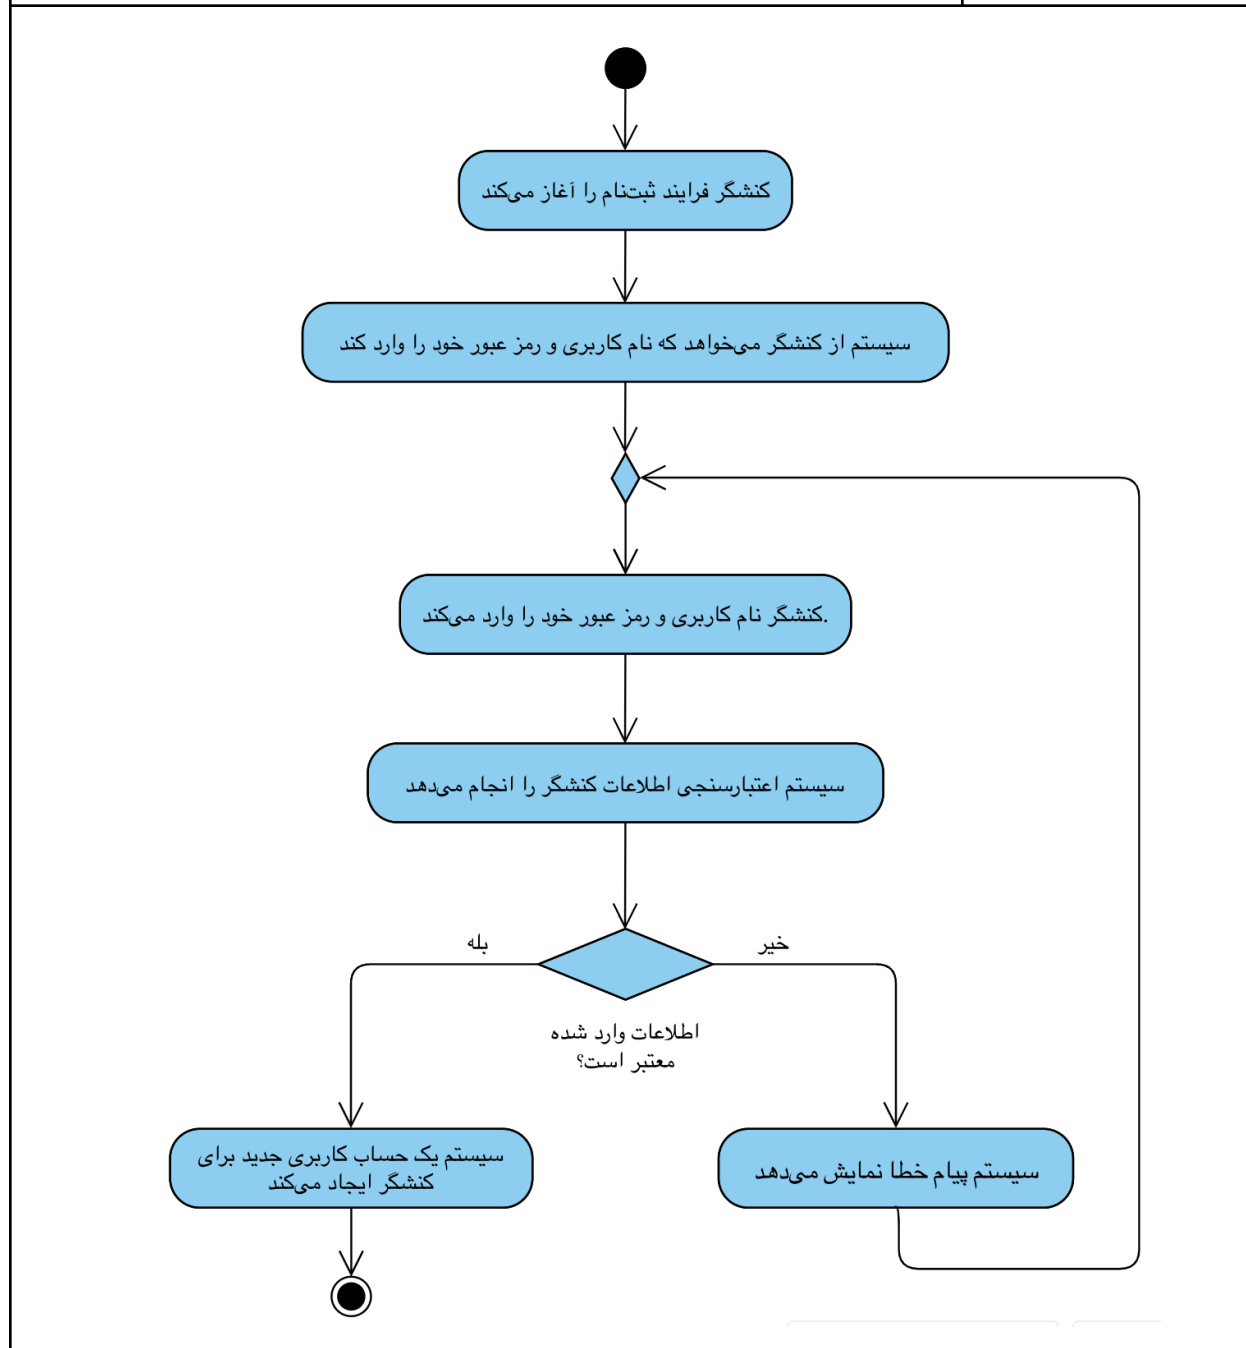 کنشگر فرایند ثبت‌نام را آغاز می‌کند
سیستم از کنشگر می‌خواهد که نام کاربری و رمز عبور خود را وارد کند
.کنشگر نام کاربری و رمز عبور خود را وارد می‌کند
سیستم اعتبارسنجی اطلاعات کنشگر را انجام می‌دهد
خیر
بله
اطلاعات وارد شده
معتبر است؟
سیستم پیام خطا نمایش می‌دهد
سیستم یک حساب کاربری جدید برای
کنشگر ایجاد می‌کند